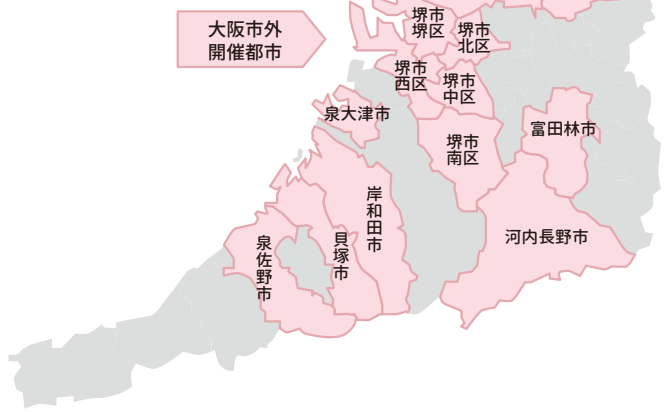 大阪市外
開催都市
堺市
堺区
堺市
北区
堺市
西区
堺市
中区
泉大津市
富田林市
堺市
南区
岸和田市
河内長野市
貝塚市
泉佐野市